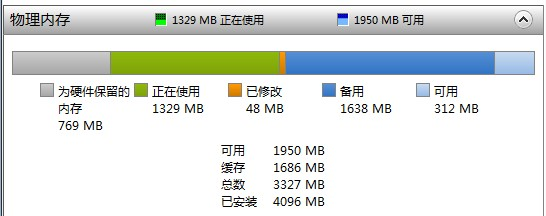 物理内存 1329 MB 正在使用 1950 MB 可用
为硬件保留的内存 769 MB
正在使用 1329 MB
已修改 48 MB
备用 1638 MB
可用 312 MB
可用 1950 MB
缓存 1686 MB
总数 3327 MB
已安装 4096 MB